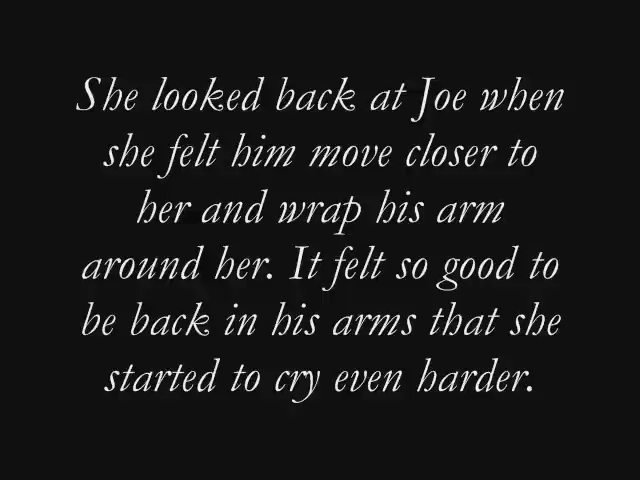 She looked back at Joe when
she felt him move closer to
her and wrap his arm
around her. It felt so good to
be back in his arms that she
started to cry even harder.